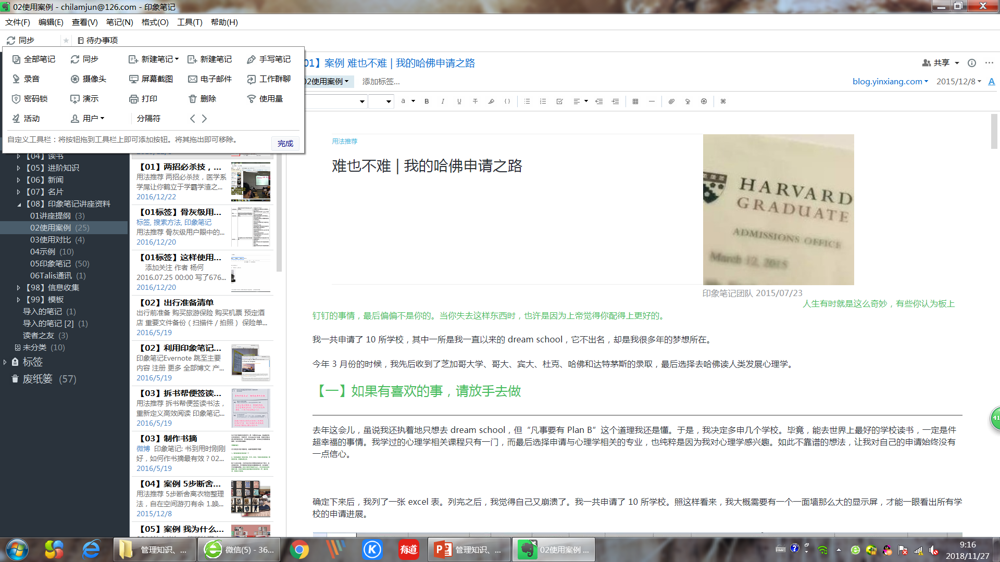 02使用案例 - chilamjun@126.com - 印象笔记
文件(F) 编辑(E) 查看(V) 笔记(N) 格式(O) 工具(T) 帮助(H)
同步 待办事项
全部笔记 同步 新建笔记 新建笔记 手写笔记
录音 摄像头 屏幕截图 电子邮件 工作群聊
密码锁 演示 打印 删除 使用量
活动 用户 分隔符
自定义工具栏：将按钮拖到工具栏上即可添加按钮。将其拖出即可移除。
完成
【04】读书
【05】进阶知识
【06】新闻
【07】名片
【08】印象笔记讲座资料
01讲座提纲 (3)
02使用案例 (25)
03使用对比 (4)
04示例 (10)
05印象笔记 (50)
06Talis通讯 (1)
【98】信息收集
【99】模板
导入的笔记 (1)
导入的笔记 [2] (1)
读者之友 (3)
未分类 (10)
标签
废纸篓 (57)
【01】两招必杀技，...
用法推荐 两招必杀技，医学系
学屌让你鹤立于学霸学渣之...
2016/12/22
【01标签】骨灰级用...
标签, 搜索方法, 印象笔记
用法推荐 骨灰级用户眼中的...
2016/12/20
【01标签】这样使用...
添加关注 作者 杨何
2016.07.25 00:00 写了676...
2016/12/20
【02】出行准备清单
出行前准备 购买旅游保险 购买机票 预定酒
店 重要文件备份（扫描件 / 拍照 ） 保险单...
2016/5/19
【02】利用印象笔记...
印象笔记Evernote 跳至主要
内容 注册 更多 全部博文 产...
2016/5/19
【03】拆书帮便签读...
用法推荐 拆书帮便签读书法，
重新定义高效阅读 印象笔记...
2016/5/19
【03】制作书摘
微博 印象笔记: 书到用时刚刚
好，如何作书摘最有效？02...
2016/5/19
【04】案例 5步断舍...
用法推荐 5步断舍离衣物整理
法，自在空间游刃有余 1.唤...
2015/12/8
【05】案例 我为什么...
01】案例 难也不难 | 我的哈佛申请之路
共享
02使用案例 添加标签...
blog.yinxiang.com 2015/12/8 A
a B I U T
用法推荐
难也不难 | 我的哈佛申请之路
HARVARD
GRADUATE
ADMISSIONS OFFICE
March 12, 2015
印象笔记团队 2015/07/23
人生有时就是这么奇妙，有些你认为板上
钉钉的事情，最后偏偏不是你的。当你失去这样东西时，也许是因为上帝觉得你配得上更好的。
我一共申请了 10 所学校，其中一所是我一直以来的 dream school，它不出名，却是我很多年的梦想所在。
今年 3 月份的时候，我先后收到了芝加哥大学、哥大、宾大、杜克、哈佛和达特茅斯的录取，最后选择去哈佛读人类发展心理学。
【一】如果有喜欢的事，请放手去做
去年这会儿，虽说我还执着地只想去 dream school，但“凡事要有 Plan B”这个道理我还是懂。于是，我决定多申几个学校。毕竟，能去世界上最好的学校读书，一定是件
超幸福的事情。我学过的心理学相关课程只有一门，而最后选择申请与心理学相关的专业，也纯粹是因为我对心理学感兴趣。如此不靠谱的想法，让我对自己的申请始终没有
一点信心。
确定下来后，我列了一张 excel 表。列完之后，我觉得自己又崩溃了。我一共申请了 10 所学校。照这样看来，我大概需要有一个一面墙那么大的显示屏，才能一眼看出所有学
校的申请进展。
41
管理知识、... 微信(5) - 36... 有道 管理知识、... 02使用案例 ...
9:16
2018/11/27